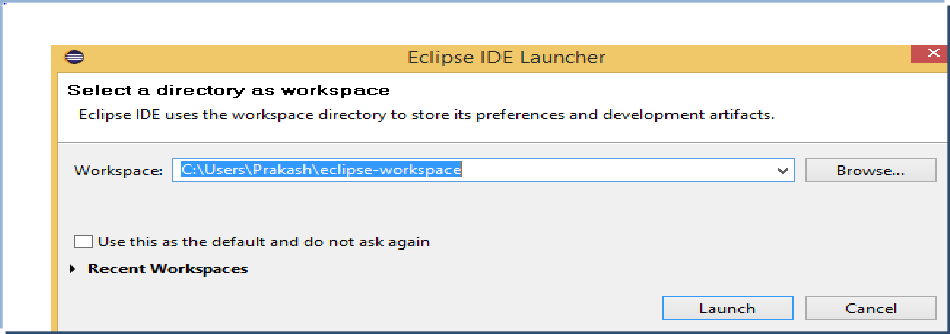 Eclipse IDE Launcher
Select a directory as workspace
Eclipse IDE uses the workspace directory to store its preferences and development artifacts.
Workspace: C:\Users\Prakash\eclipse-workspace Browse...
Use this as the default and do not ask again
Recent Workspaces
Launch Cancel